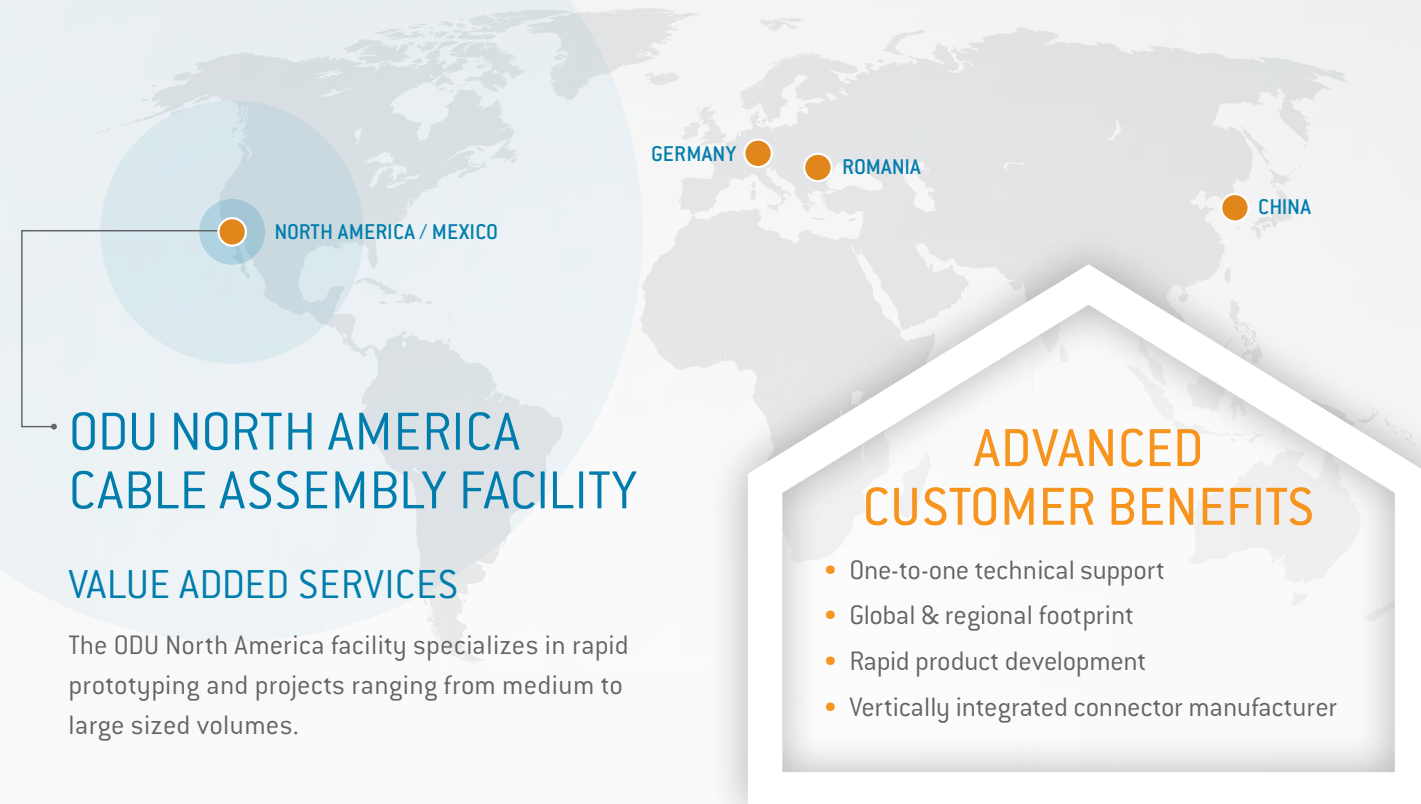 GERMANY
ROMANIA
CHINA
NORTH AMERICA / MEXICO
ODU NORTH AMERICA
CABLE ASSEMBLY FACILITY
VALUE ADDED SERVICES
The ODU North America facility specializes in rapid
prototyping and projects ranging from medium to
large sized volumes.
ADVANCED
CUSTOMER BENEFITS
• One-to-one technical support
• Global & regional footprint
• Rapid product development
• Vertically integrated connector manufacturer